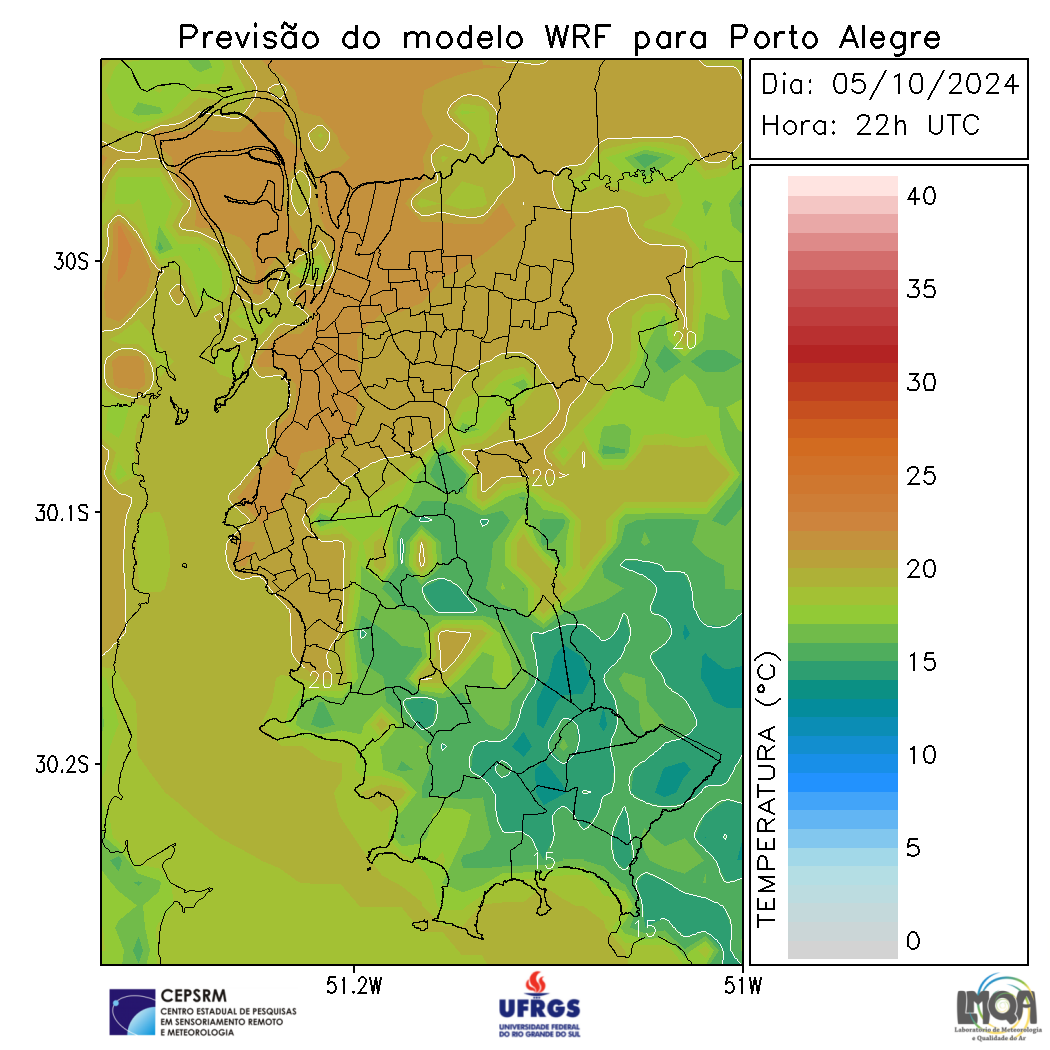 Previsão do modelo WRF para Porto Alegre
Dia: 05/10/2024
Hora: 22h UTC
30S
30.1S
30.2S
51.2W
51W
20
20
20
15
15
40
35
30
25
20
15
10
5
0
TEMPERATURA (°C)
CEPSRM
CENTRO ESTADUAL DE PESQUISAS
EM SENSORIAMENTO REMOTO
E METEOROLOGIA
UFRGS
UNIVERSIDADE FEDERAL
DO RIO GRANDE DO SUL
LMQA
Laboratório de Meteorologia
e Qualidade do Ar